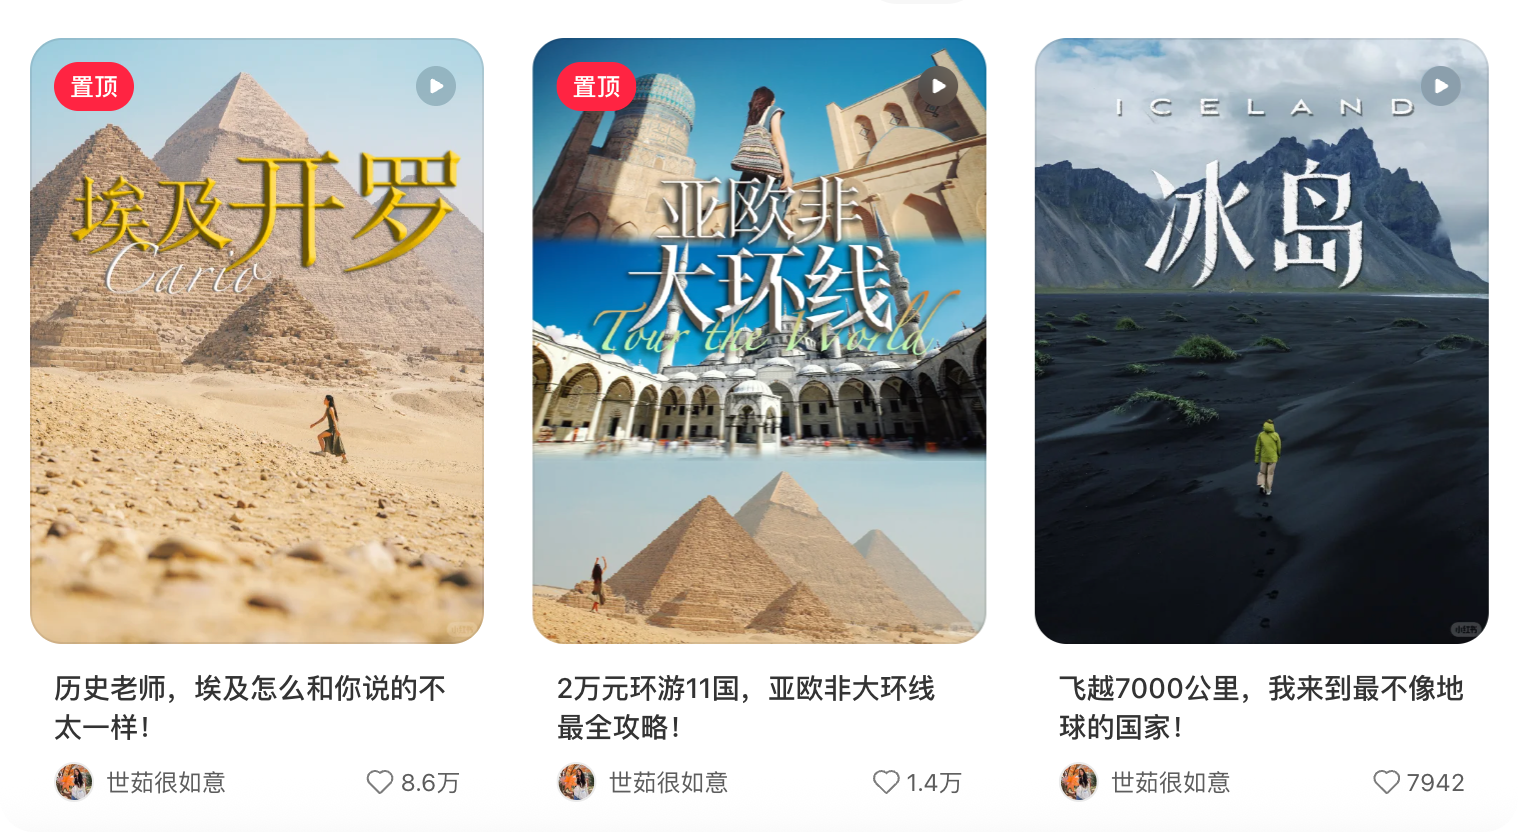 置顶
埃及开罗
Cario
历史老师，埃及怎么和你说的不
太一样！
世茹很如意
8.6万
置顶
亚欧非
大环线
Tour the World
2万元环游11国，亚欧非大环线
最全攻略！
世茹很如意
1.4万
ICELAND
冰岛
小红书
飞越7000公里，我来到最不像地
球的国家！
世茹很如意
7942